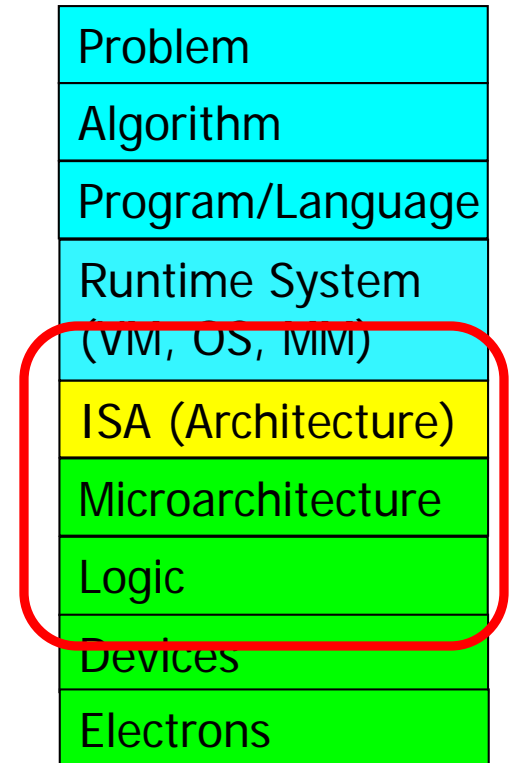 Problem
Algorithm
Program/Language
Runtime System
(VM, OS, MM)
ISA (Architecture)
Microarchitecture
Logic
Devices
Electrons